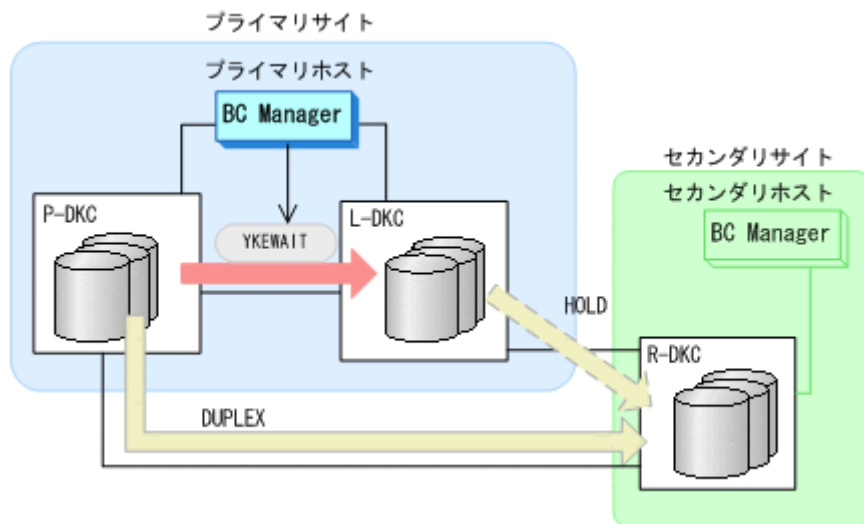 プライマリサイト
プライマリホスト
BC Manager
セカンダリサイト
セカンダリホスト
P-DKC
L-DKC
BC Manager
YKEWAIT
HOLD
R-DKC
DUPLEX